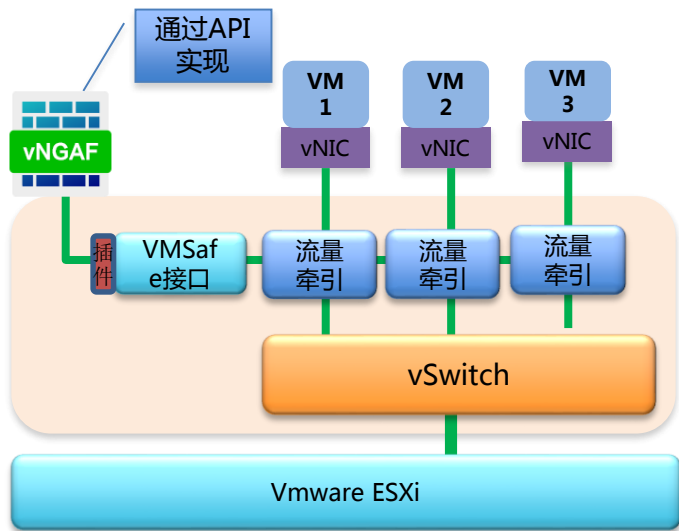 通过API
实现
VM
1
VM
2
VM
3
vNIC
vNIC
vNIC
vNGAF
插
件
VMSaf
e接口
流量
牵引
流量
牵引
流量
牵引
vSwitch
Vmware ESXi